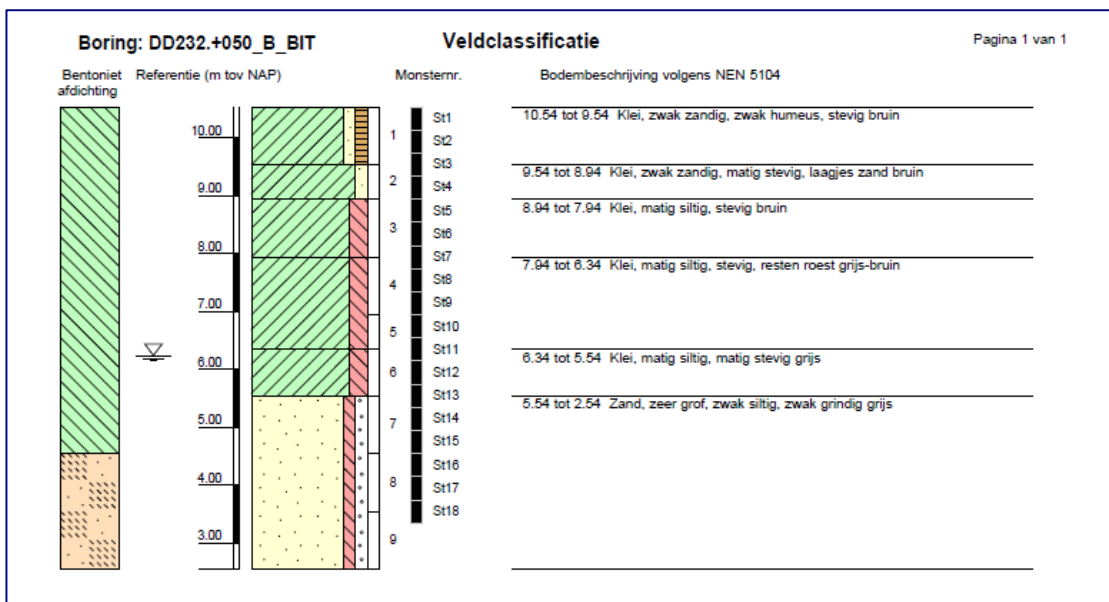 Boring: DD232.+050_B_BIT
Veldclassificatie
Pagina 1 van 1
Bentoniet
afdichting
Referentie (m tov NAP)
Monsternr.
Bodembeschrijving volgens NEN 5104
10.00
9.00
8.00
7.00
6.00
5.00
4.00
3.00
1
2
3
4
5
6
7
8
9
St1
St2
St3
St4
St5
St6
St7
St8
St9
St10
St11
St12
St13
St14
St15
St16
St17
St18
10.54 tot 9.54 Klei, zwak zandig, zwak humeus, stevig bruin
9.54 tot 8.94 Klei, zwak zandig, matig stevig, laagjes zand bruin
8.94 tot 7.94 Klei, matig siltig, stevig bruin
7.94 tot 6.34 Klei, matig siltig, stevig, resten roest grijs-bruin
6.34 tot 5.54 Klei, matig siltig, matig stevig grijs
5.54 tot 2.54 Zand, zeer grof, zwak siltig, zwak grindig grijs